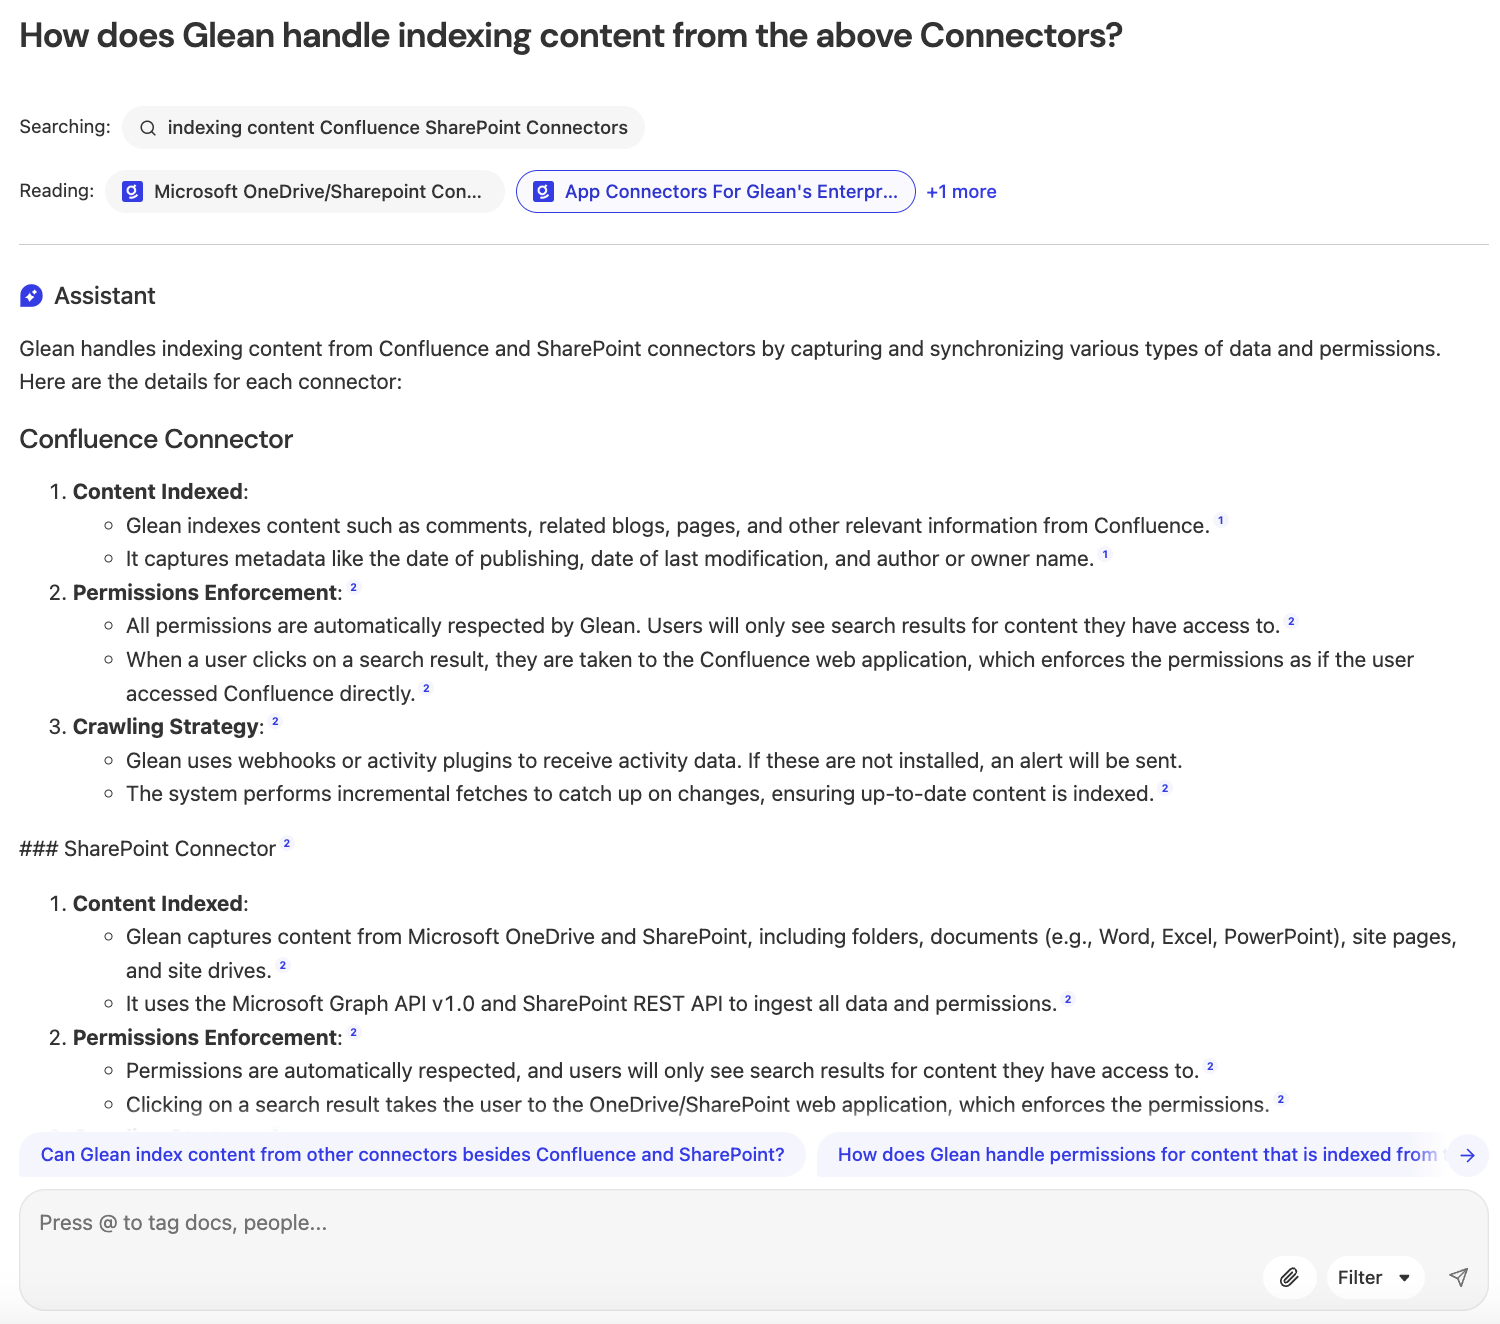 How does Glean handle indexing content from the above Connectors?
Searching: indexing content Confluence SharePoint Connectors
Reading: Microsoft OneDrive/Sharepoint Con... App Connectors For Glean's Enterpr... +1 more
Assistant
Glean handles indexing content from Confluence and SharePoint connectors by capturing and synchronizing various types of data and permissions.
Here are the details for each connector:
Confluence Connector
1. Content Indexed:
Glean indexes content such as comments, related blogs, pages, and other relevant information from Confluence. 1
It captures metadata like the date of publishing, date of last modification, and author or owner name. 1
2. Permissions Enforcement: 2
All permissions are automatically respected by Glean. Users will only see search results for content they have access to. 2
When a user clicks on a search result, they are taken to the Confluence web application, which enforces the permissions as if the user
accessed Confluence directly. 2
3. Crawling Strategy: 2
Glean uses webhooks or activity plugins to receive activity data. If these are not installed, an alert will be sent.
The system performs incremental fetches to catch up on changes, ensuring up-to-date content is indexed. 2
### SharePoint Connector 2
1. Content Indexed:
Glean captures content from Microsoft OneDrive and SharePoint, including folders, documents (e.g., Word, Excel, PowerPoint), site pages,
and site drives. 2
It uses the Microsoft Graph API v1.0 and SharePoint REST API to ingest all data and permissions. 2
2. Permissions Enforcement: 2
Permissions are automatically respected, and users will only see search results for content they have access to. 2
Clicking on a search result takes the user to the OneDrive/SharePoint web application, which enforces the permissions. 2
Can Glean index content from other connectors besides Confluence and SharePoint? How does Glean handle permissions for content that is indexed from
Press @ to tag docs, people...
Filter